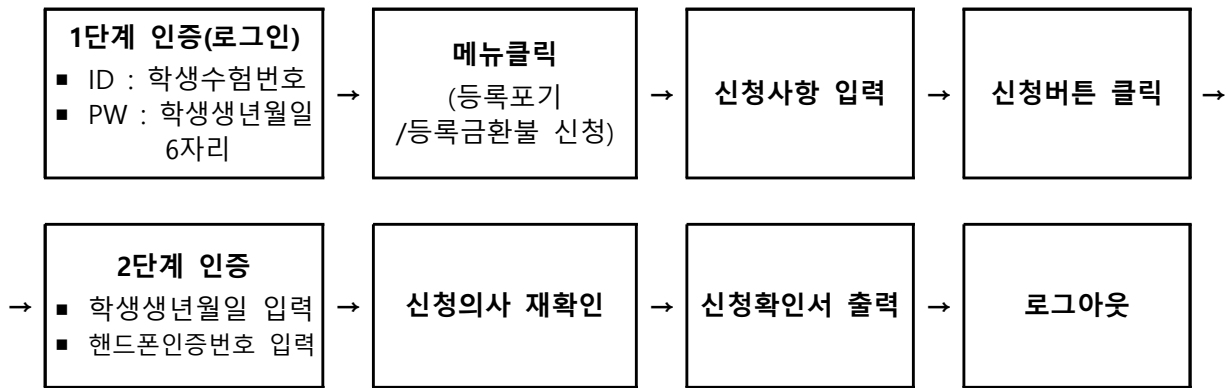 1단계 인증(로그인)
■ ID : 학생수험번호
■ PW : 학생생년월일
6자리
→
메뉴클릭
(등록포기
/등록금환불 신청)
→
신청사항 입력
→
신청버튼 클릭
→
→
2단계 인증
■ 학생생년월일 입력
■ 핸드폰인증번호 입력
→
신청의사 재확인
→
신청확인서 출력
→
로그아웃